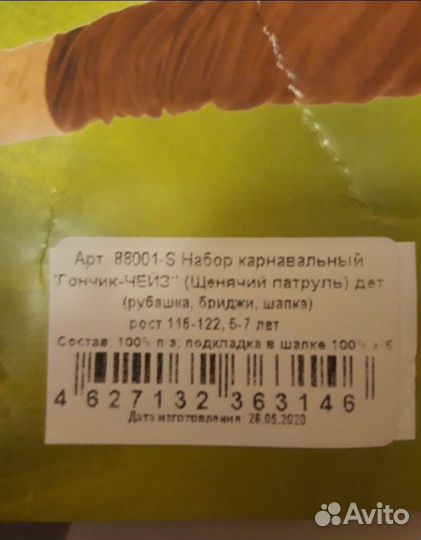 Арт. 88001-S Набор карнавальный
"Гончик-ЧЕЙЗ" (Щенячий патруль) дет.
(рубашка, бриджи, шапка)
рост 116-122, 5-7 лет
Состав: 100% п/э; подкладка в шапке 100% х б
4 627132 363146
Дата изготовления: 26.05.2020
Avito